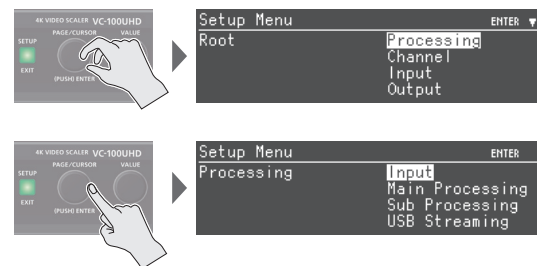 4K VIDEO SCALER VC-100UHD
PAGE/CURSOR VALUE
SETUP
EXIT
(PUSH) ENTER
Setup Menu ENTER ▼
Root Processing
Channel
Input
Output
4K VIDEO SCALER VC-100UHD
PAGE/CURSOR VALUE
SETUP
EXIT
(PUSH) ENTER
Setup Menu ENTER
Processing Input
Main Processing
Sub Processing
USB Streaming